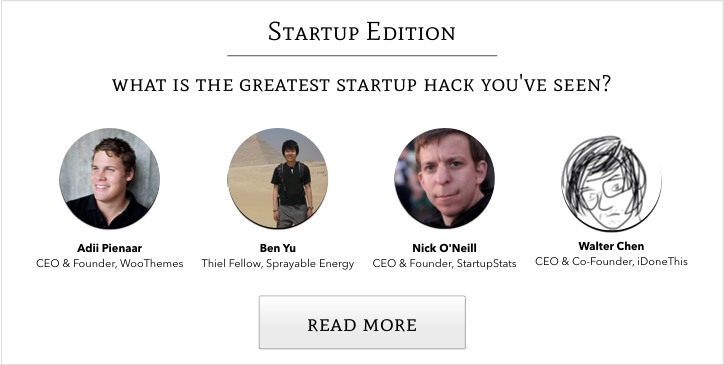 Startup Edition
WHAT IS THE GREATEST STARTUP HACK YOU'VE SEEN?
Adii Pienaar
CEO & Founder, WooThemes
Ben Yu
Thiel Fellow, Sprayable Energy
Nick O'Neill
CEO & Founder, StartupStats
Walter Chen
CEO & Co-Founder, iDoneThis
READ MORE